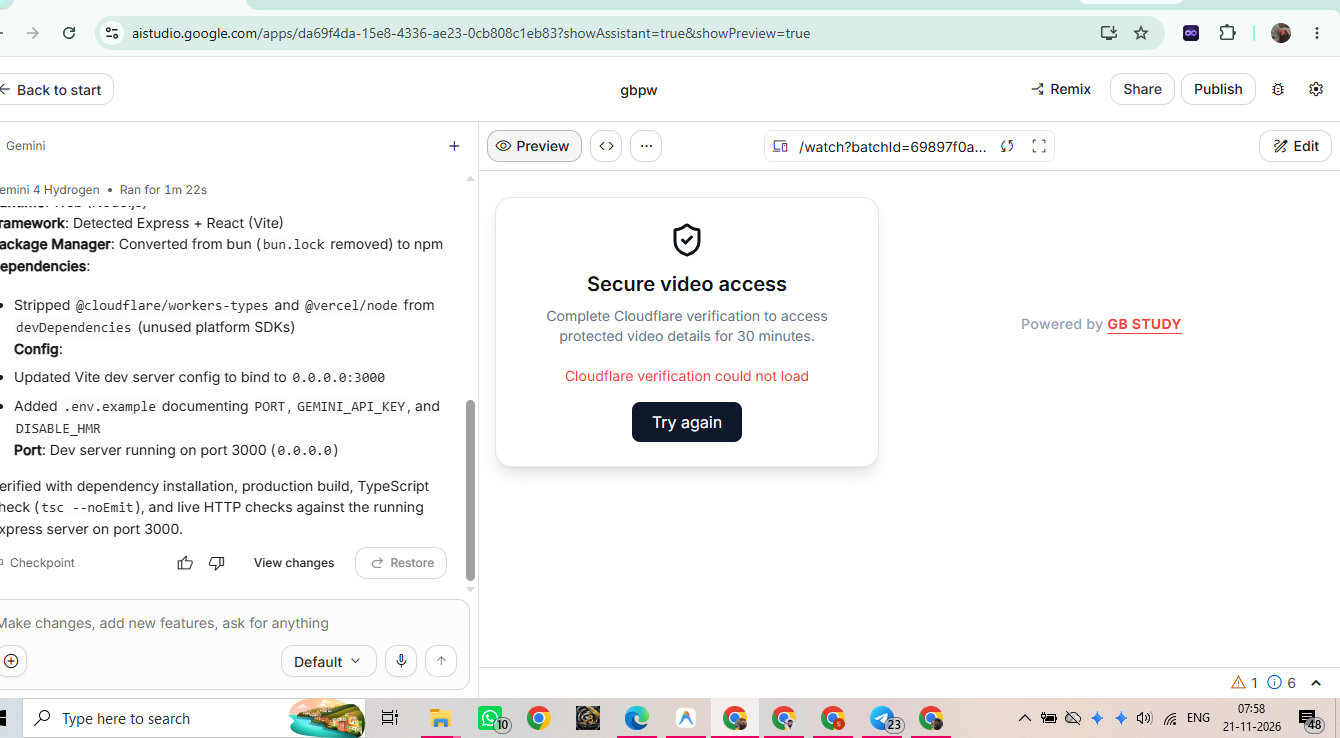 aistudio.google.com/apps/da69f4da-15e8-4336-ae23-0cb808c1eb83?showAssistant=true&showPreview=true
Back to start
gbpw
Remix
Share
Publish
Gemini
Preview
/watch?batchId=69897f0a...
Edit
emini 4 Hydrogen • Ran for 1m 22s
ramework: Detected Express + React (Vite)
ackage Manager: Converted from bun (bun.lock removed) to npm
ependencies:
• Stripped @cloudflare/workers-types and @vercel/node from
devDependencies (unused platform SDKs)
Config:
• Updated Vite dev server config to bind to 0.0.0.0:3000
• Added .env.example documenting PORT, GEMINI_API_KEY, and
DISABLE_HMR
Port: Dev server running on port 3000 (0.0.0.0)
erified with dependency installation, production build, TypeScript
heck (tsc --noEmit), and live HTTP checks against the running
xpress server on port 3000.
Checkpoint
View changes
Restore
Make changes, add new features, ask for anything
Default
Secure video access
Complete Cloudflare verification to access
protected video details for 30 minutes.
Cloudflare verification could not load
Try again
Powered by GB STUDY
1
6
Type here to search
10
23
ENG
07:58
21-11-2026
48